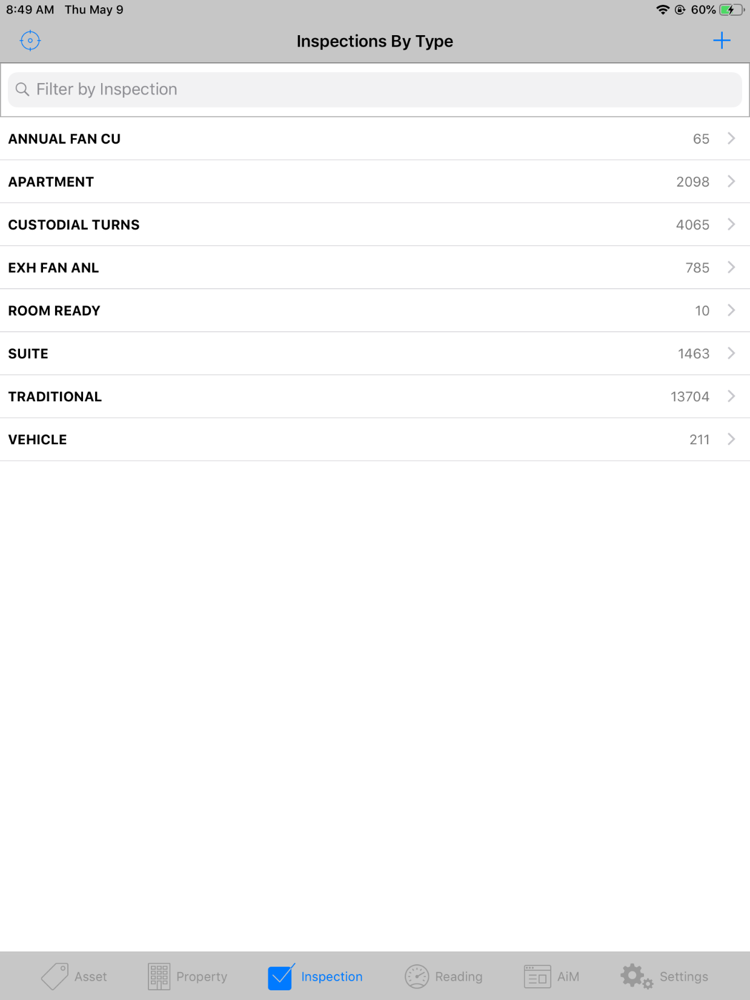 8:49 AM Thu May 9 60%
Inspections By Type
Filter by Inspection
ANNUAL FAN CU 65
APARTMENT 2098
CUSTODIAL TURNS 4065
EXH FAN ANL 785
ROOM READY 10
SUITE 1463
TRADITIONAL 13704
VEHICLE 211
Asset Property Inspection Reading AiM Settings